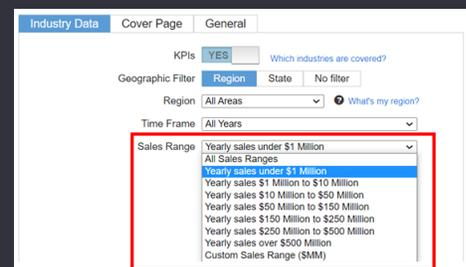 Industry Data Cover Page General
KPIs YES Which industries are covered?
Geographic Filter Region State No filter
Region All Areas What's my region?
Time Frame All Years
Sales Range Yearly sales under $1 Million
All Sales Ranges
Yearly sales under $1 Million
Yearly sales $1 Million to $10 Million
Yearly sales $10 Million to $50 Million
Yearly sales $50 Million to $150 Million
Yearly sales $150 Million to $250 Million
Yearly sales $250 Million to $500 Million
Yearly sales over $500 Million
Custom Sales Range ($MM)